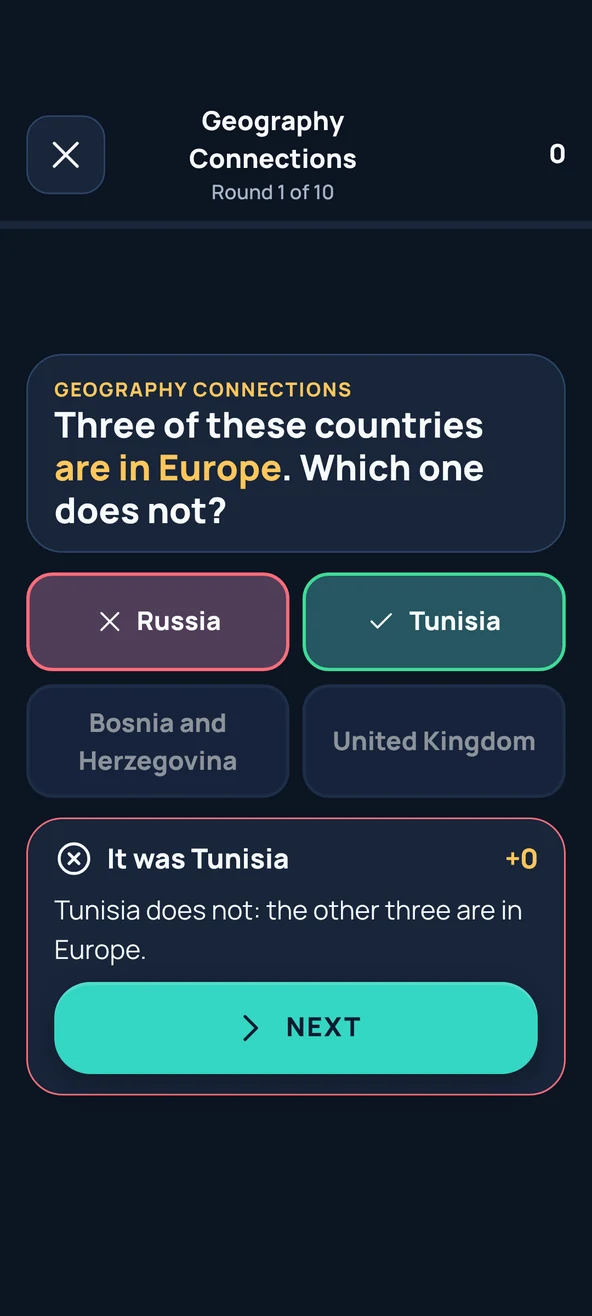 Geography
Connections
Round 1 of 10
0
GEOGRAPHY CONNECTIONS
Three of these countries
are in Europe. Which one
does not?
Russia
Tunisia
Bosnia and
Herzegovina
United Kingdom
It was Tunisia
+0
Tunisia does not: the other three are in
Europe.
NEXT